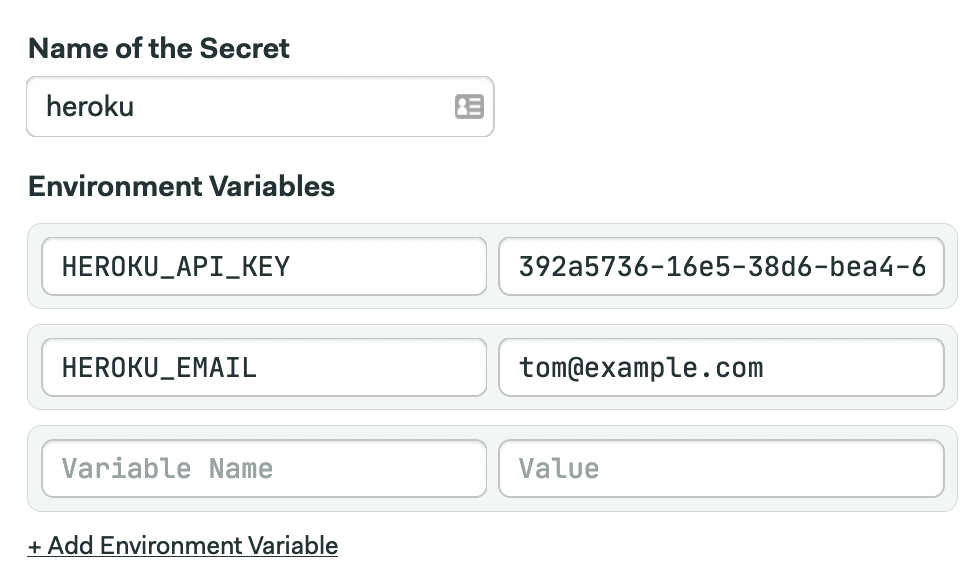 Name of the Secret
heroku
Environment Variables
HEROKU_API_KEY 392a5736-16e5-38d6-bea4-6
HEROKU_EMAIL tom@example.com
Variable Name Value
+ Add Environment Variable